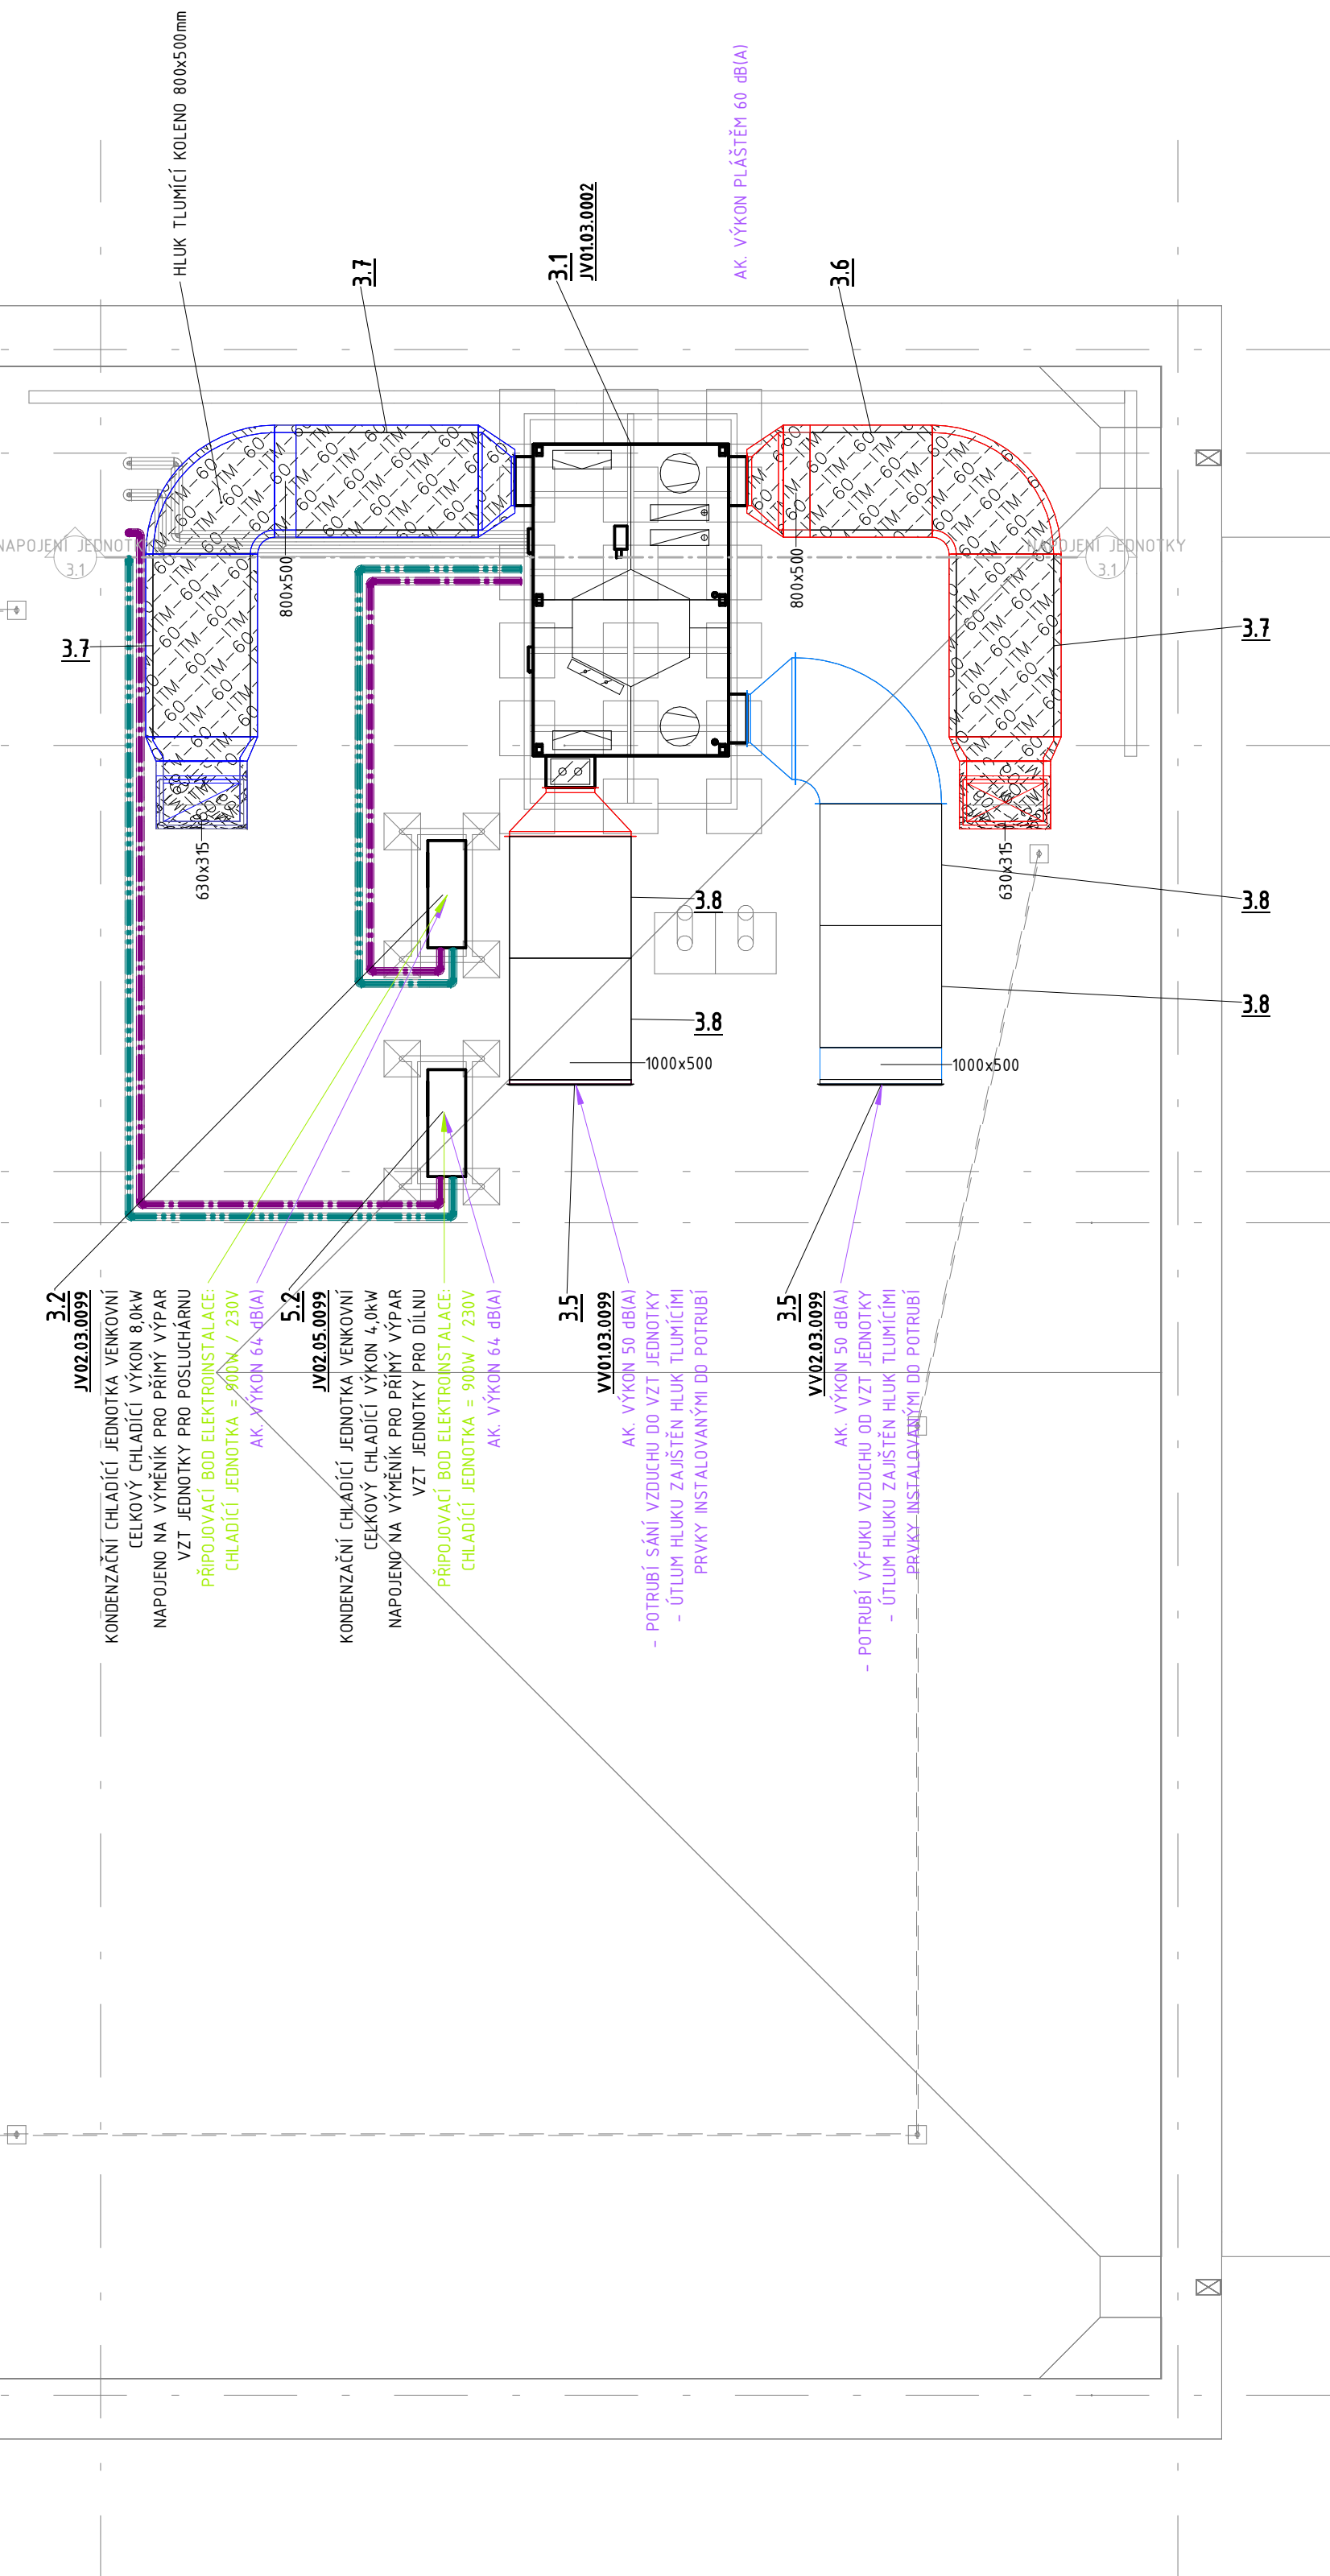 HLUK TLUMÍCÍ KOLENO 800x500mm
3.7
3.1
JV01.03.0002
AK. VÝKON PLÁŠTĚM 60 dB(A)
3.6
NAPOJENÍ JEDNOTKY
3.1
NAPOJENÍ JEDNOTKY
3.1
800x500
800x500
3.7
3.7
630x315
630x315
ITM-60
3.8
3.8
3.8
3.8
1000x500
1000x500
3.2
JV02.03.0099
KONDENZAČNÍ CHLADÍCÍ JEDNOTKA VENKOVNÍ
CELKOVÝ CHLADÍCÍ VÝKON 8,0kW
NAPOJENO NA VÝMĚNÍK PRO PŘÍMÝ VÝPAR
VZT JEDNOTKY PRO POSLUCHÁRNU
PŘIPOJOVACÍ BOD ELEKTROINSTALACE:
CHLADÍCÍ JEDNOTKA = 900W / 230V
AK. VÝKON 64 dB(A)
5.2
JV02.05.0099
KONDENZAČNÍ CHLADÍCÍ JEDNOTKA VENKOVNÍ
CELKOVÝ CHLADÍCÍ VÝKON 4,0kW
NAPOJENO NA VÝMĚNÍK PRO PŘÍMÝ VÝPAR
VZT JEDNOTKY PRO DÍLNU
PŘIPOJOVACÍ BOD ELEKTROINSTALACE:
CHLADÍCÍ JEDNOTKA = 900W / 230V
AK. VÝKON 64 dB(A)
3.5
VV01.03.0099
AK. VÝKON 50 dB(A)
- POTRUBÍ SÁNÍ VZDUCHU DO VZT JEDNOTKY
- ÚTLUM HLUKU ZAJIŠTĚN HLUK TLUMÍCÍMI
PRVKY INSTALOVANÝMI DO POTRUBÍ
3.5
VV02.03.0099
AK. VÝKON 50 dB(A)
- POTRUBÍ VÝFUKU VZDUCHU OD VZT JEDNOTKY
- ÚTLUM HLUKU ZAJIŠTĚN HLUK TLUMÍCÍMI
PRVKY INSTALOVANÝMI DO POTRUBÍ